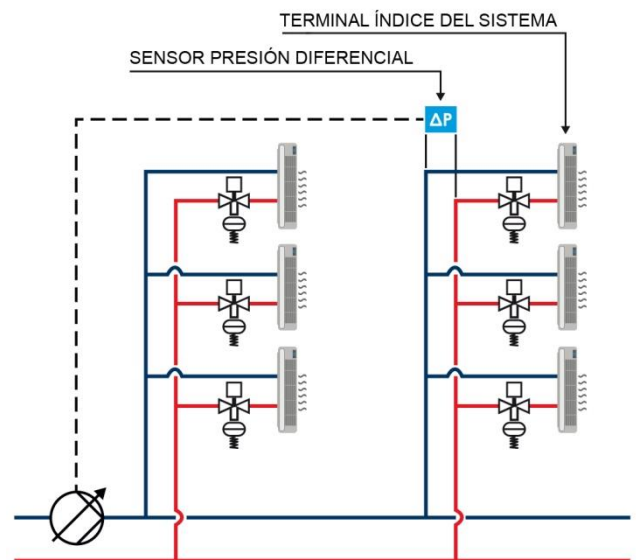 TERMINAL ÍNDICE DEL SISTEMA
SENSOR PRESIÓN DIFERENCIAL
ΔP